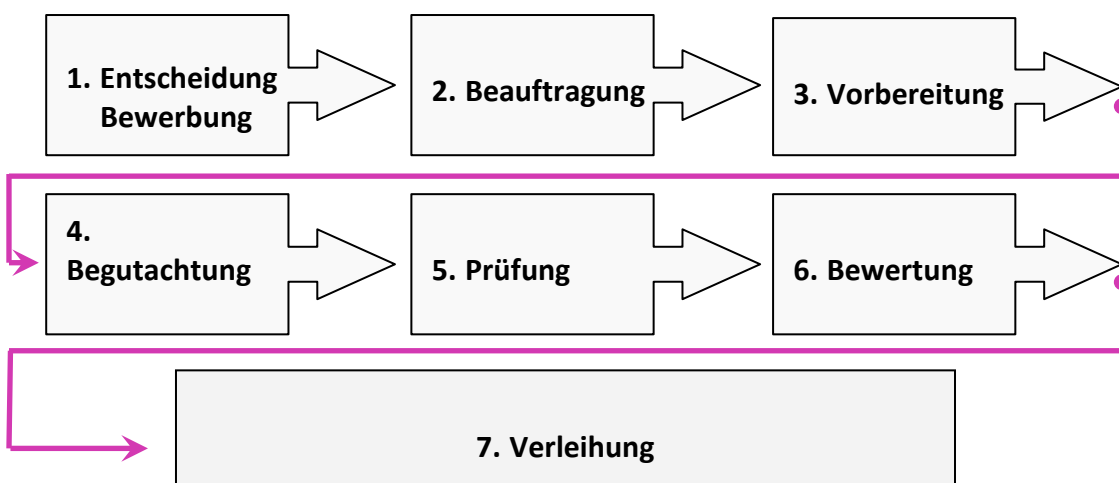 1. Entscheidung
Bewerbung
2. Beauftragung
3. Vorbereitung
4.
Begutachtung
5. Prüfung
6. Bewertung
7. Verleihung